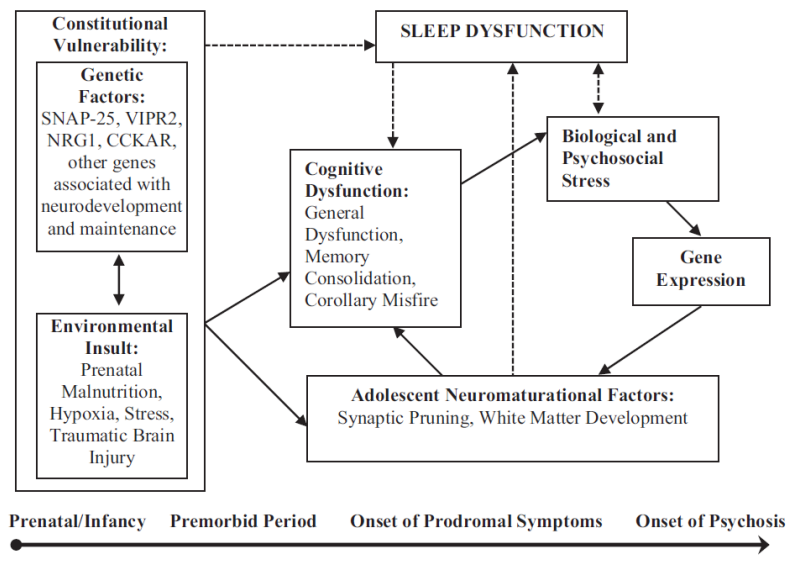 Constitutional
Vulnerability:
Genetic
Factors:
SNAP-25, VIPR2,
NRG1, CCKAR,
other genes
associated with
neurodevelopment
and maintenance
Environmental
Insult:
Prenatal
Malnutrition,
Hypoxia, Stress,
Traumatic Brain
Injury
SLEEP DYSFUNCTION
Cognitive
Dysfunction:
General
Dysfunction,
Memory
Consolidation,
Corollary Misfire
Biological and
Psychosocial
Stress
Gene
Expression
Adolescent Neuromaturational Factors:
Synaptic Pruning, White Matter Development
Prenatal/Infancy Premorbid Period Onset of Prodromal Symptoms Onset of Psychosis